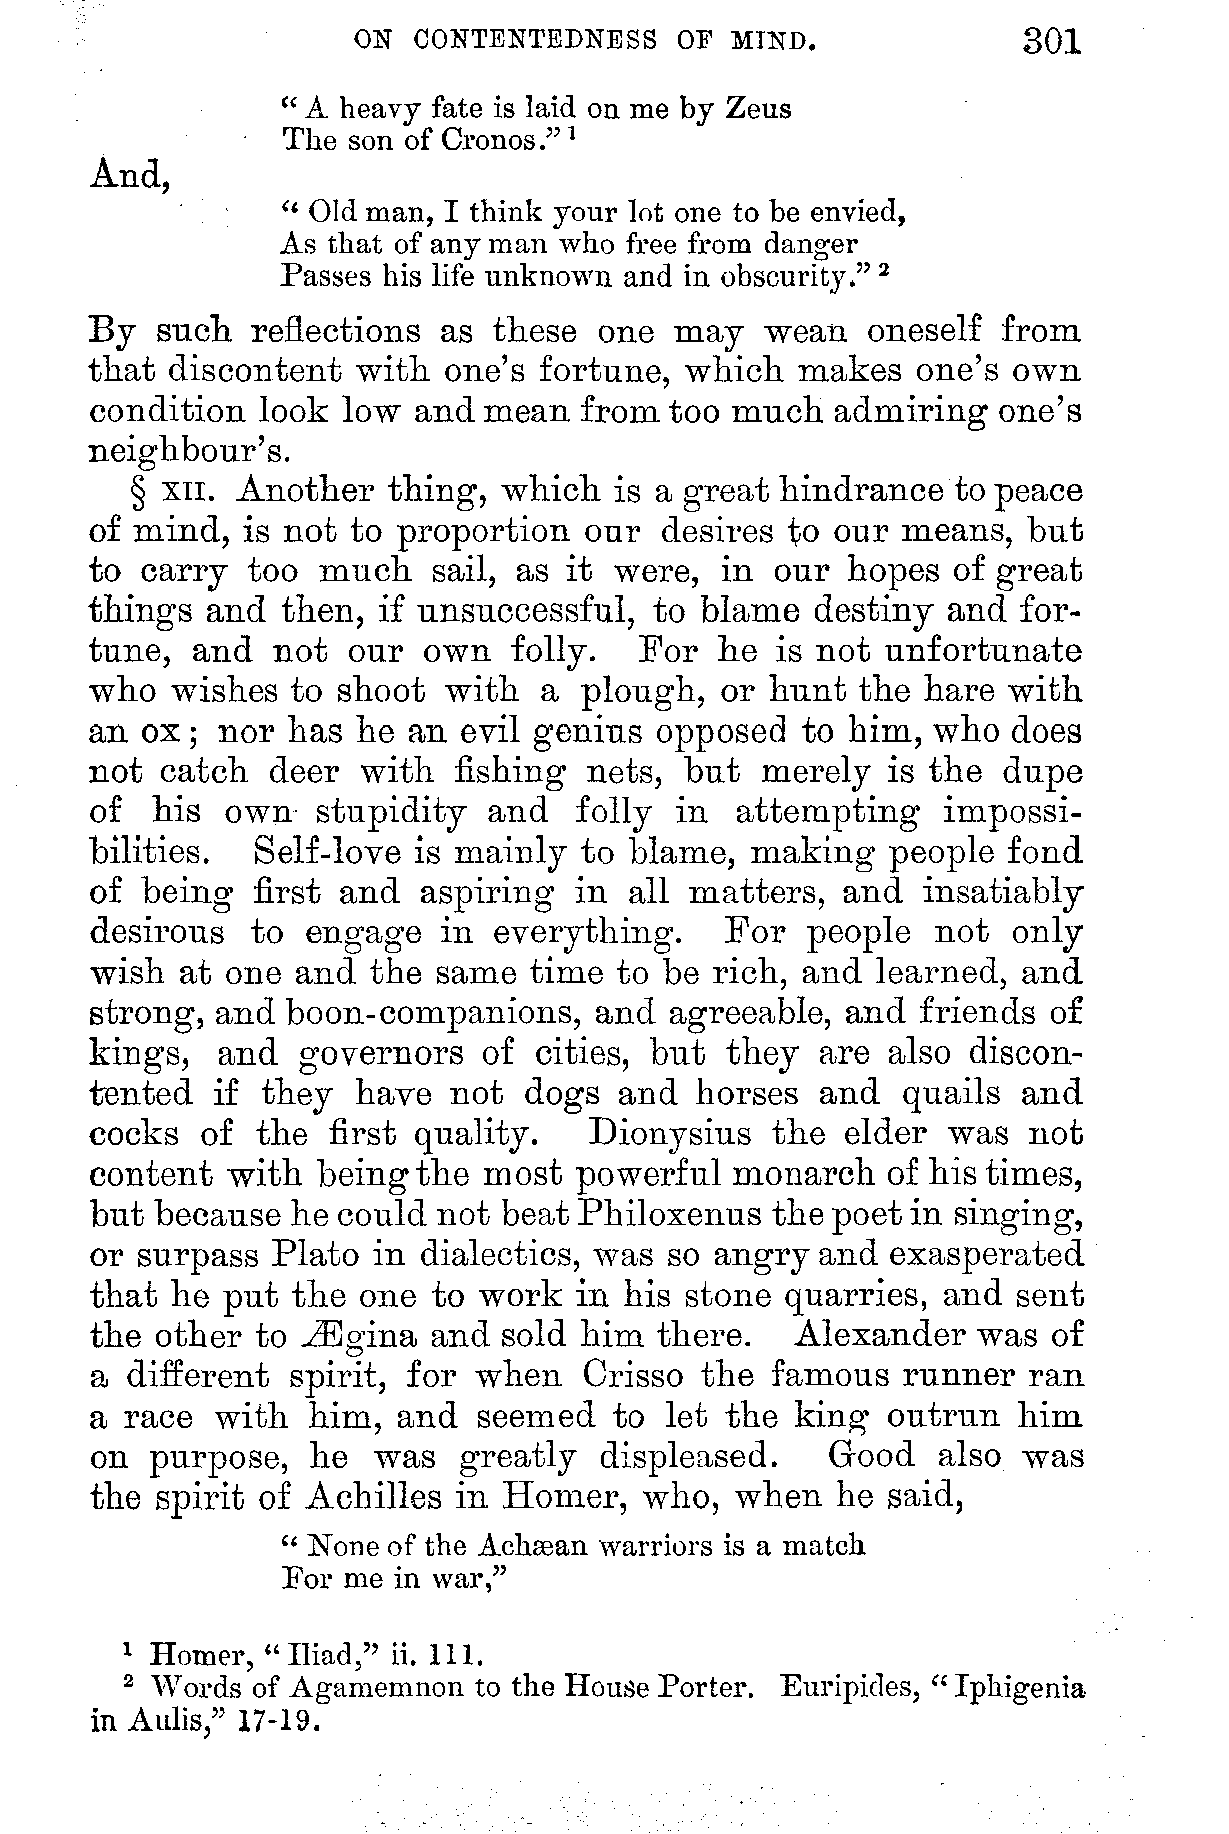 ON CONTENTEDNESS OF MIND. 301
“ A heavy fate is laid on me by Zeus
The son of Cronos.” ¹
And,
“ Old man, I think your lot one to be envied,
As that of any man who free from danger
Passes his life unknown and in obscurity.” ²
By such reflections as these one may wean oneself from
that discontent with one’s fortune, which makes one’s own
condition look low and mean from too much admiring one’s
neighbour’s.
§ XII. Another thing, which is a great hindrance to peace
of mind, is not to proportion our desires to our means, but
to carry too much sail, as it were, in our hopes of great
things and then, if unsuccessful, to blame destiny and for-
tune, and not our own folly. For he is not unfortunate
who wishes to shoot with a plough, or hunt the hare with
an ox ; nor has he an evil genius opposed to him, who does
not catch deer with fishing nets, but merely is the dupe
of his own stupidity and folly in attempting impossi-
bilities. Self-love is mainly to blame, making people fond
of being first and aspiring in all matters, and insatiably
desirous to engage in everything. For people not only
wish at one and the same time to be rich, and learned, and
strong, and boon-companions, and agreeable, and friends of
kings, and governors of cities, but they are also discon-
tented if they have not dogs and horses and quails and
cocks of the first quality. Dionysius the elder was not
content with being the most powerful monarch of his times,
but because he could not beat Philoxenus the poet in singing,
or surpass Plato in dialectics, was so angry and exasperated
that he put the one to work in his stone quarries, and sent
the other to Ægina and sold him there. Alexander was of
a different spirit, for when Crisso the famous runner ran
a race with him, and seemed to let the king outrun him
on purpose, he was greatly displeased. Good also was
the spirit of Achilles in Homer, who, when he said,
“ None of the Achæan warriors is a match
For me in war,”
¹ Homer, “ Iliad,” ii. 111.
² Words of Agamemnon to the House Porter. Euripides, “ Iphigenia
in Aulis,” 17-19.